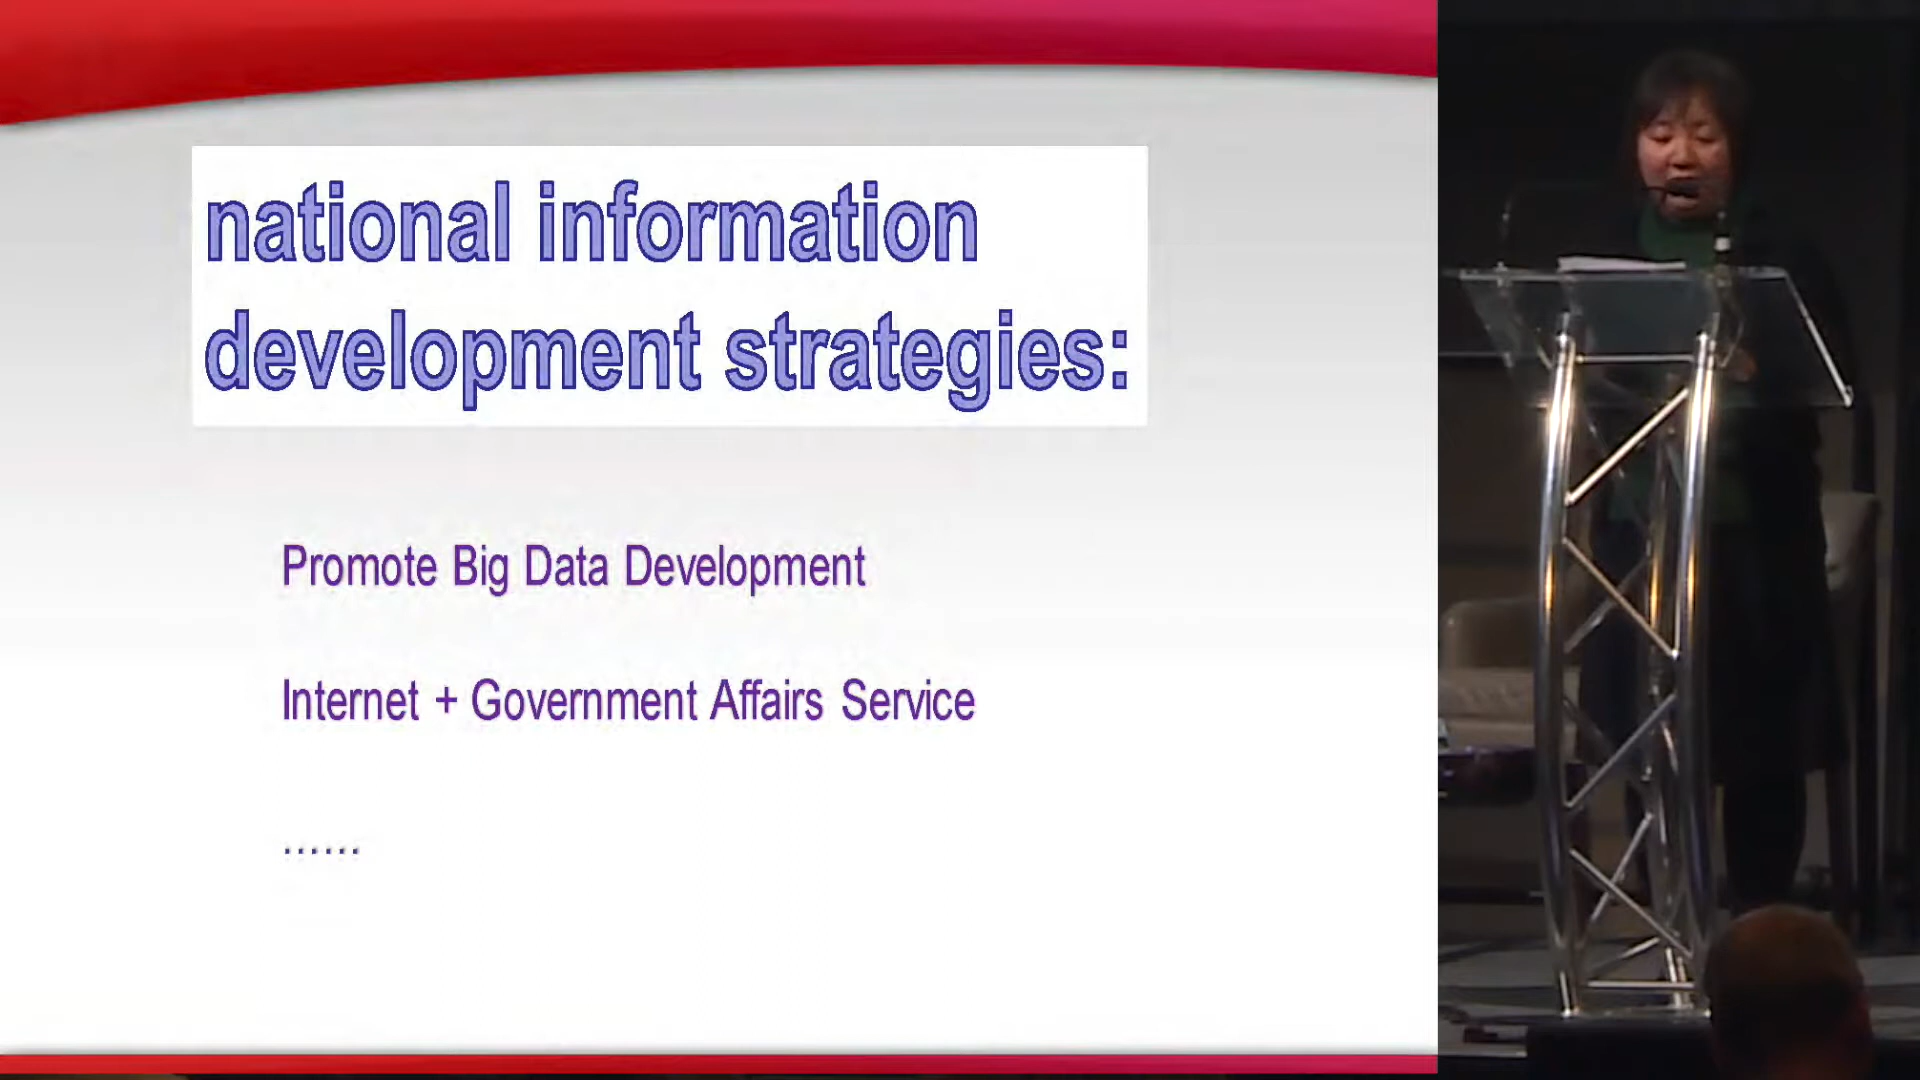 national information
development strategies:
Promote Big Data Development
Internet + Government Affairs Service
......